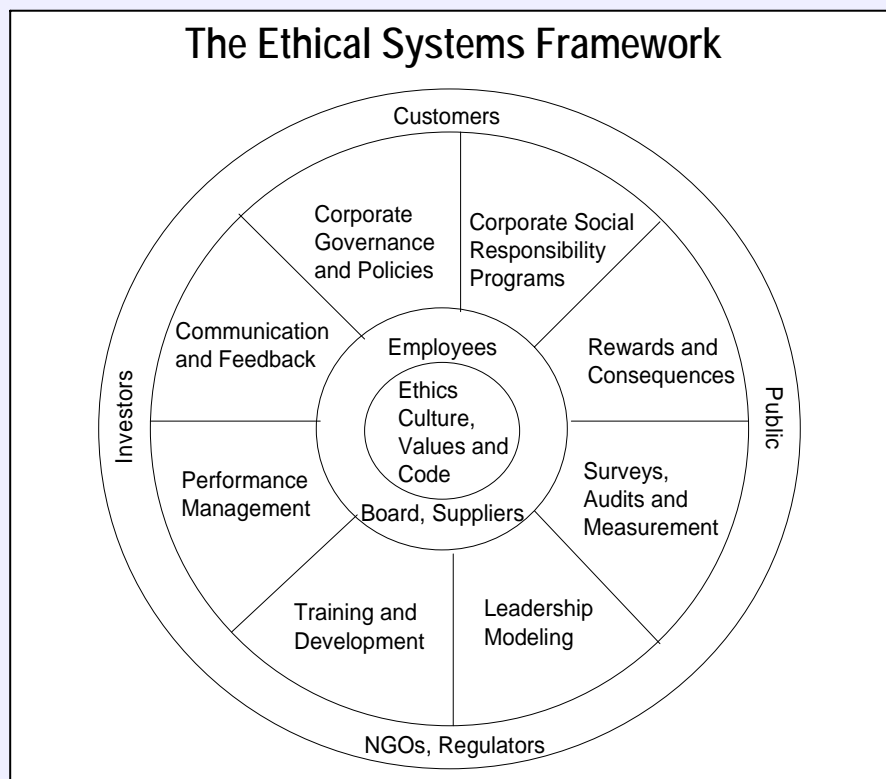 The Ethical Systems Framework
Customers
Corporate
Governance
and Policies
Corporate Social
Responsibility
Programs
Communication
and Feedback
Employees
Rewards and
Consequences
Ethics
Culture,
Values and
Code
Investors
Public
Performance
Management
Board, Suppliers
Surveys,
Audits and
Measurement
Training and
Development
Leadership
Modeling
NGOs, Regulators